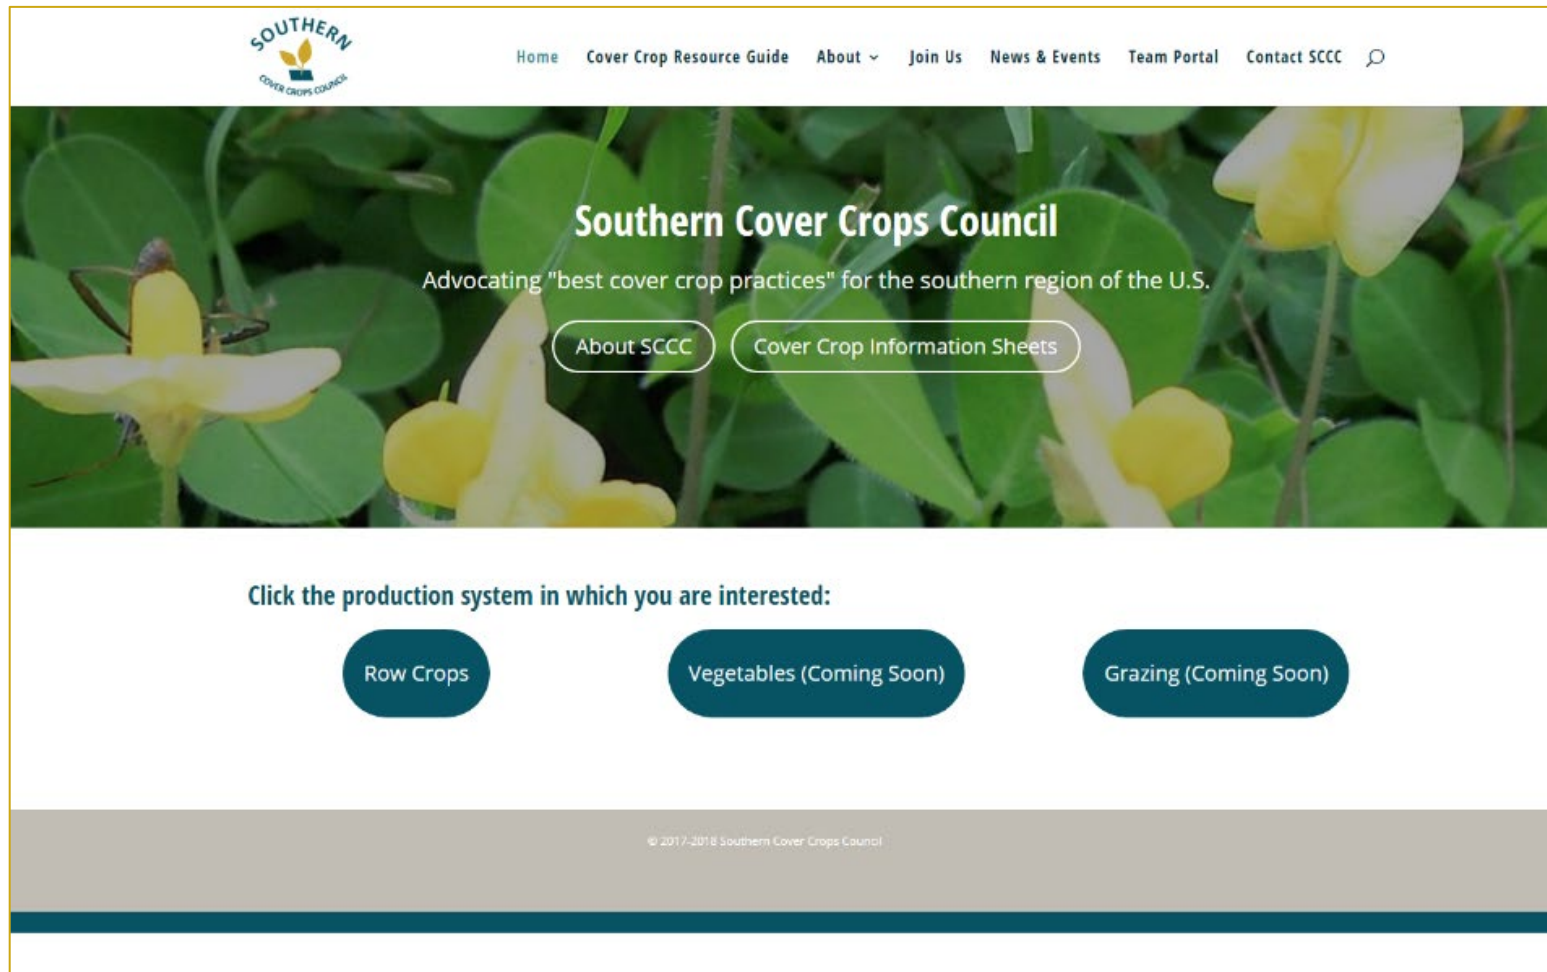 SOUTHERN
COVER CROPS COUNCIL
Home Cover Crop Resource Guide About Join Us News & Events Team Portal Contact SCCC
Southern Cover Crops Council
Advocating "best cover crop practices" for the southern region of the U.S.
About SCCC Cover Crop Information Sheets
Click the production system in which you are interested:
Row Crops Vegetables (Coming Soon) Grazing (Coming Soon)
© 2017-2018 Southern Cover Crops Council